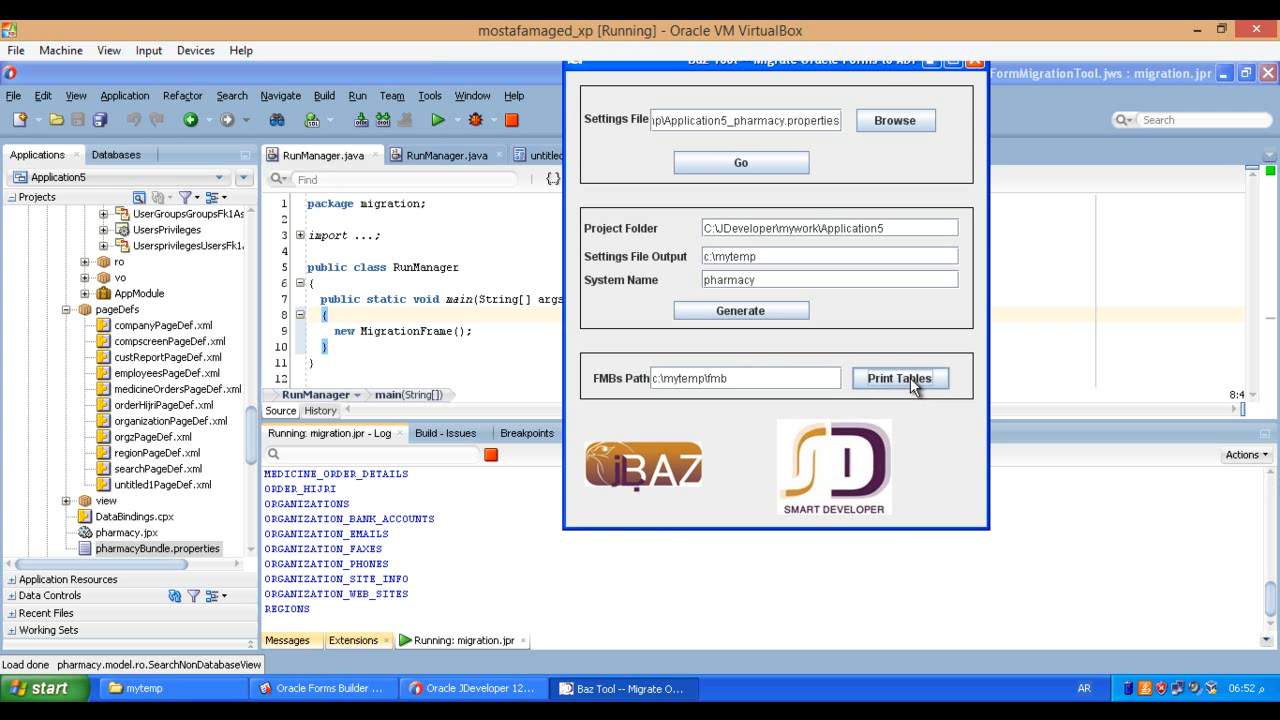 mostafamaged_xp [Running] - Oracle VM VirtualBox
File Machine View Input Devices Help
Baz Tool -- Migrate Oracle Forms to ADF
FormMigrationTool.jws : migration.jpr
File Edit View Application Refactor Search Navigate Build Run Team Tools Window Help
Search
Applications
Databases
RunManager.java
RunManager.java
Application5
Find
Projects
UserGroupsGroupsFk1As
UsersPrivileges
UsersprivilegesUsersFk1
ro
vo
AppModule
pageDefs
companyPageDef.xml
compscreenPageDef.xml
custReportPageDef.xml
employeesPageDef.xml
medicineOrdersPageDef.xml
orderHijriPageDef.xml
organizationPageDef.xml
orgzPageDef.xml
regionPageDef.xml
searchPageDef.xml
untitled1PageDef.xml
view
DataBindings.cpx
pharmacy.jpx
pharmacyBundle.properties
Application Resources
Data Controls
Recent Files
Working Sets
1 package migration;
2
3 import ...;
4
5 public class RunManager
6 {
7 public static void main(String[] args
8 {
9 new MigrationFrame();
10 }
11 }
12
RunManager main(String[])
Source History
8:4
Settings File p\Application5_pharmacy.properties Browse
Go
Project Folder C:\JDeveloper\mywork\Application5
Settings File Output c:\mytemp
System Name pharmacy
Generate
FMBs Path c:\mytemp\fmb Print Tables
jBAZ
SD
SMART DEVELOPER
Running: migration.jpr - Log
Build - Issues
Breakpoints
Actions
MEDICINE_ORDER_DETAILS
ORDER_HIJRI
ORGANIZATIONS
ORGANIZATION_BANK_ACCOUNTS
ORGANIZATION_EMAILS
ORGANIZATION_FAXES
ORGANIZATION_PHONES
ORGANIZATION_SITE_INFO
ORGANIZATION_WEB_SITES
REGIONS
Messages Extensions Running: migration.jpr
Load done pharmacy.model.ro.SearchNonDatabaseView
start mytemp Oracle Forms Builder ... Oracle JDeveloper 12... Baz Tool -- Migrate O... AR 06:52 م